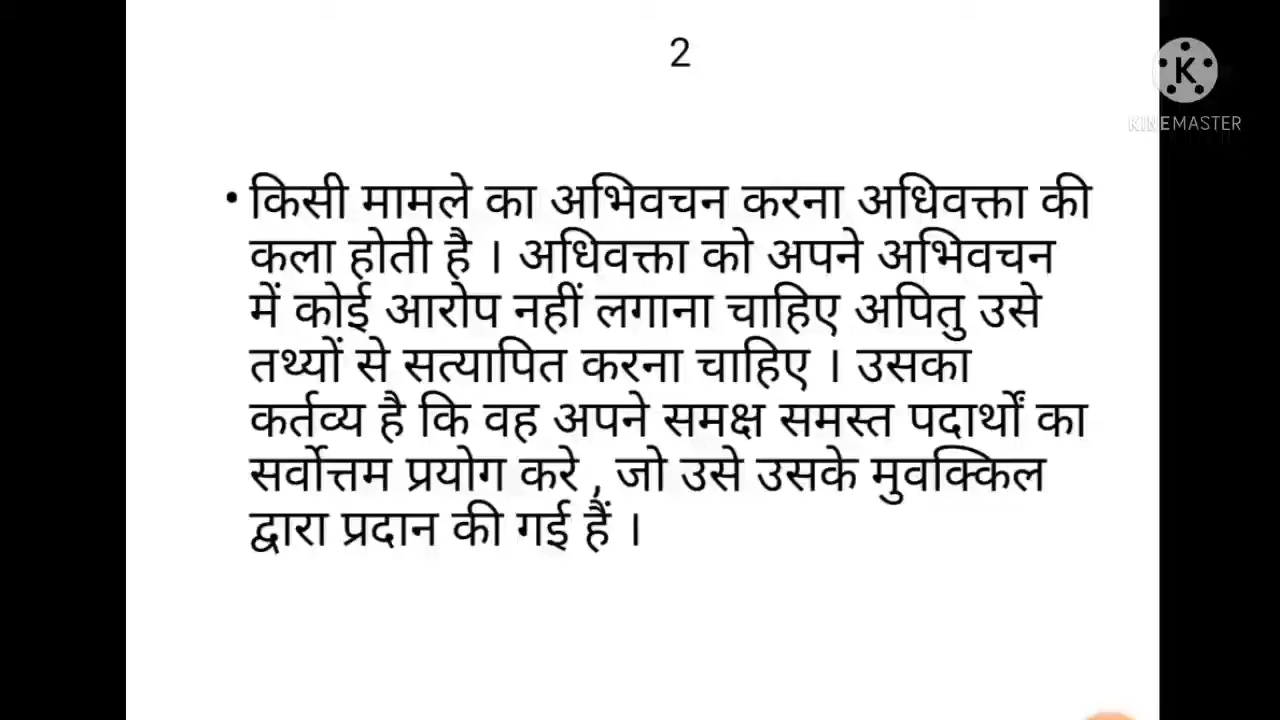 2
K
KINEMASTER
• किसी मामले का अभिवचन करना अधिवक्ता की
कला होती है । अधिवक्ता को अपने अभिवचन
में कोई आरोप नहीं लगाना चाहिए अपितु उसे
तथ्यों से सत्यापित करना चाहिए । उसका
कर्तव्य है कि वह अपने समक्ष समस्त पदार्थों का
सर्वोत्तम प्रयोग करे , जो उसे उसके मुवक्किल
द्वारा प्रदान की गई हैं ।